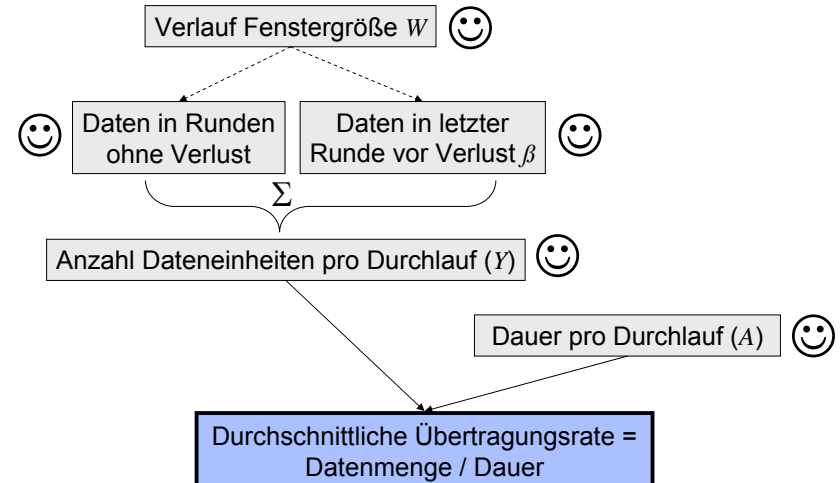 Verlauf Fenstergröße W
Daten in Runden
ohne Verlust
Daten in letzter
Runde vor Verlust β
Σ
Anzahl Dateneinheiten pro Durchlauf (Y)
Dauer pro Durchlauf (A)
Durchschnittliche Übertragungsrate =
Datenmenge / Dauer